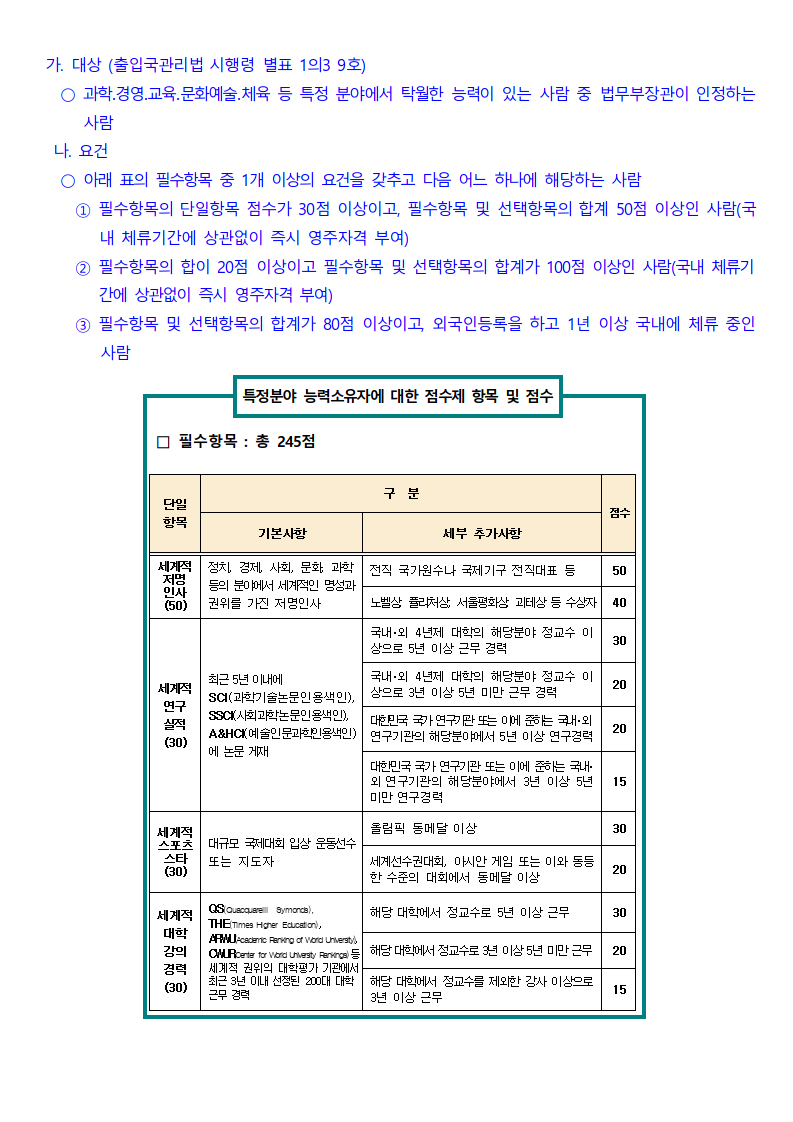 가. 대상 (출입국관리법 시행령 별표 1의3 9호)
○ 과학.경영.교육.문화예술.체육 등 특정 분야에서 탁월한 능력이 있는 사람 중 법무부장관이 인정하는
사람
나. 요건
○ 아래 표의 필수항목 중 1개 이상의 요건을 갖추고 다음 어느 하나에 해당하는 사람
① 필수항목의 단일항목 점수가 30점 이상이고, 필수항목 및 선택항목의 합계 50점 이상인 사람(국
내 체류기간에 상관없이 즉시 영주자격 부여)
② 필수항목의 합이 20점 이상이고 필수항목 및 선택항목의 합계가 100점 이상인 사람(국내 체류기
간에 상관없이 즉시 영주자격 부여)
③ 필수항목 및 선택항목의 합계가 80점 이상이고, 외국인등록을 하고 1년 이상 국내에 체류 중인
사람
특정분야 능력소유자에 대한 점수제 항목 및 점수
□ 필수항목 : 총 245점
단일
항목
구 분
점수
기본사항
세부 추가사항
세계적
저명
인사
(50)
정치, 경제, 사회, 문화, 과학
등의 분야에서 세계적인 명성과
권위를 가진 저명인사
전직 국가원수나 국제기구 전직대표 등
50
노벨상, 퓰리처상, 서울평화상, 괴테상 등 수상자
40
세계적
연구
실적
(30)
최근 5년 이내에
SCI(과학기술논문인용색인),
SSCI(사회과학논문인용색인),
A&HCI(예술인문과학인용색인)
에 논문 게재
국내·외 4년제 대학의 해당분야 정교수 이
상으로 5년 이상 근무 경력
30
국내·외 4년제 대학의 해당분야 정교수 이
상으로 3년 이상 5년 미만 근무 경력
20
대한민국 국가 연구기관 또는 이에 준하는 국내·외
연구기관의 해당분야에서 5년 이상 연구경력
20
대한민국 국가 연구기관 또는 이에 준하는 국내·
외 연구기관의 해당분야에서 3년 이상 5년
미만 연구경력
15
세계적
스포츠
스타
(30)
대규모 국제대회 입상 운동선수
또는 지도자
올림픽 동메달 이상
30
세계선수권대회, 아시안 게임 또는 이와 동등
한 수준의 대회에서 동메달 이상
20
세계적
대학
강의
경력
(30)
QS(Quacquarelli Symonds),
THE(Times Higher Education),
ARWU(Academic Ranking of World University),
CWUR(Center for World University Rankings) 등
세계적 권위의 대학평가 기관에서
최근 3년 이내 선정된 200대 대학
근무 경력
해당 대학에서 정교수로 5년 이상 근무
30
해당 대학에서 정교수로 3년 이상 5년 미만 근무
20
해당 대학에서 정교수를 제외한 강사 이상으로
3년 이상 근무
15